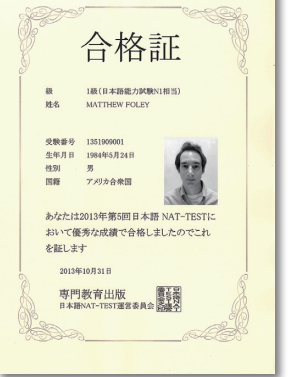 合格証
級 1級(日本語能力試験N1相当)
姓名 MATTHEW FOLEY
受験番号 1351909001
生年月日 1984年5月24日
性別 男
国籍 アメリカ合衆国
あなたは2013年第5回日本語 NAT-TESTに
おいて優秀な成績で合格しましたのでこれ
を証します
2013年10月31日
専門教育出版
日本語NAT-TEST運営委員会